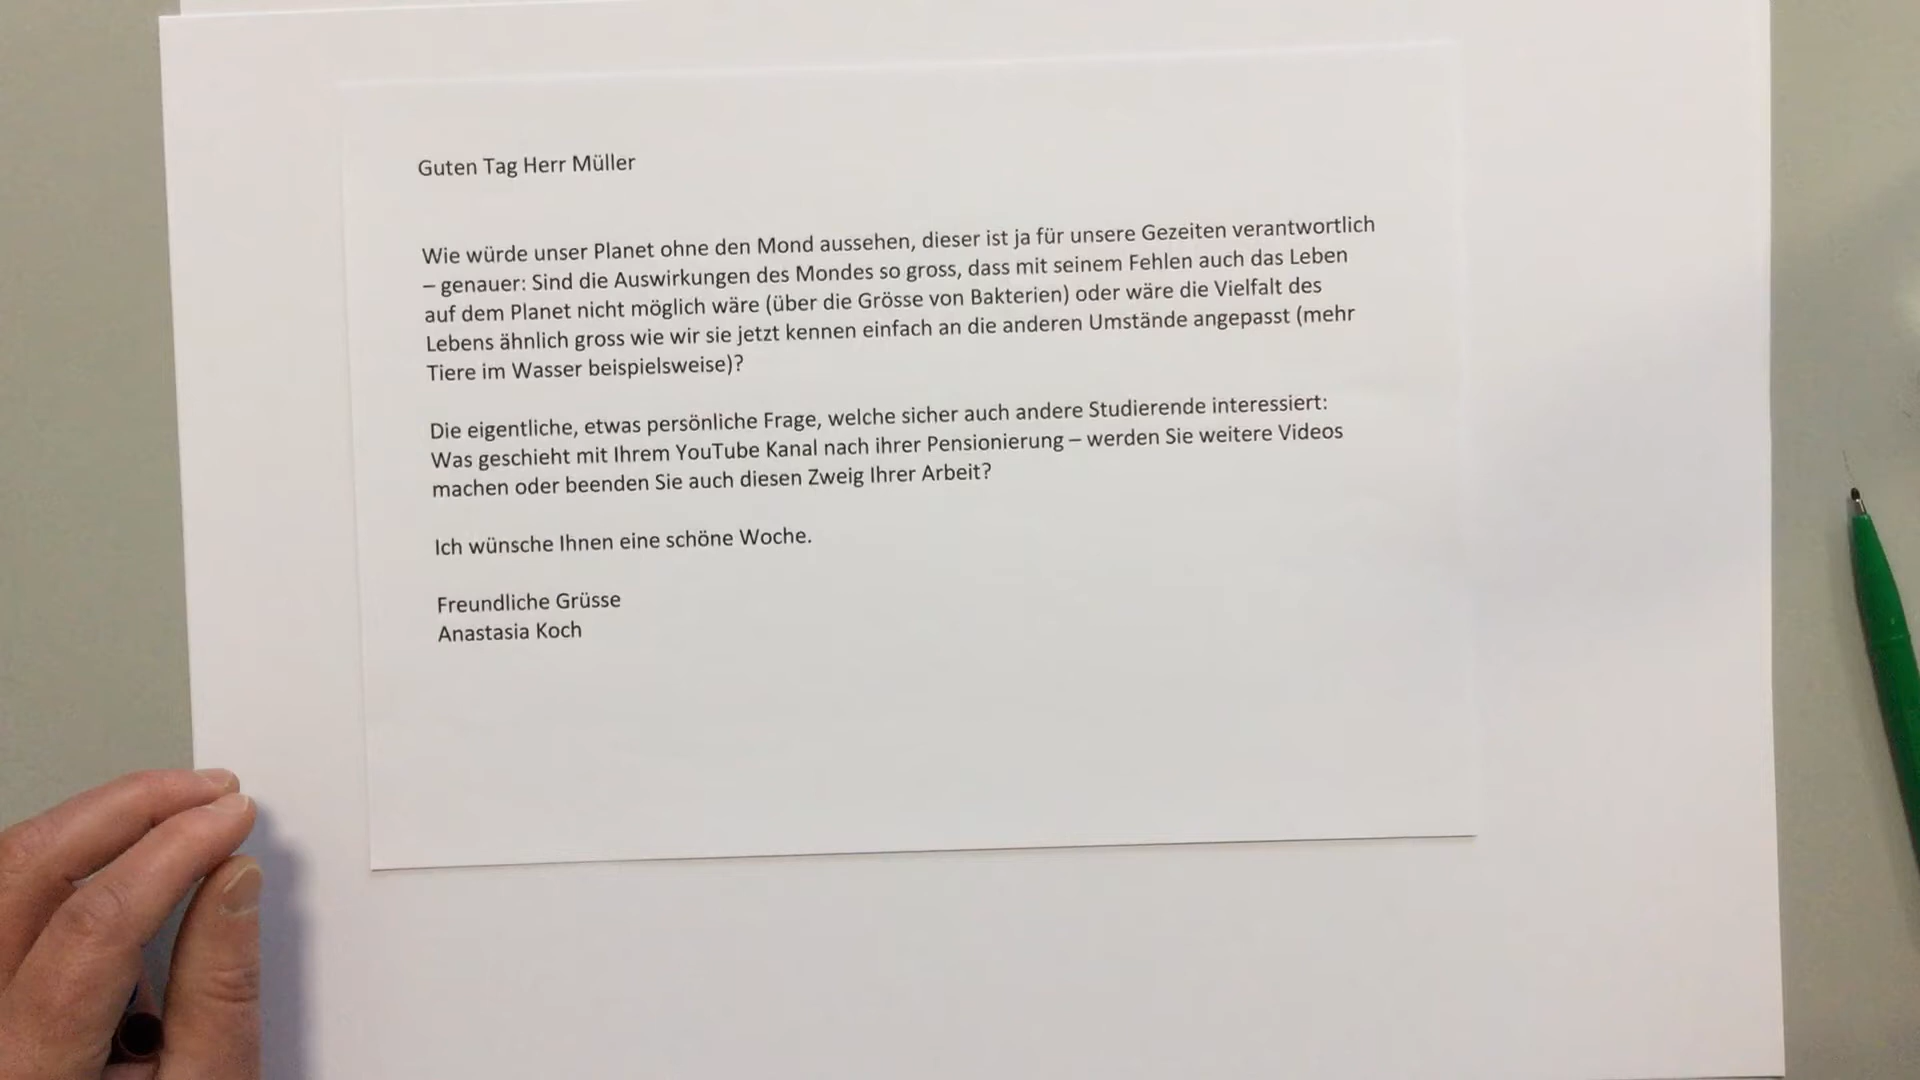 Guten Tag Herr Müller
Wie würde unser Planet ohne den Mond aussehen, dieser ist ja für unsere Gezeiten verantwortlich
– genauer: Sind die Auswirkungen des Mondes so gross, dass mit seinem Fehlen auch das Leben
auf dem Planet nicht möglich wäre (über die Grösse von Bakterien) oder wäre die Vielfalt des
Lebens ähnlich gross wie wir sie jetzt kennen einfach an die anderen Umstände angepasst (mehr
Tiere im Wasser beispielsweise)?
Die eigentliche, etwas persönliche Frage, welche sicher auch andere Studierende interessiert:
Was geschieht mit Ihrem YouTube Kanal nach ihrer Pensionierung – werden Sie weitere Videos
machen oder beenden Sie auch diesen Zweig Ihrer Arbeit?
Ich wünsche Ihnen eine schöne Woche.
Freundliche Grüsse
Anastasia Koch